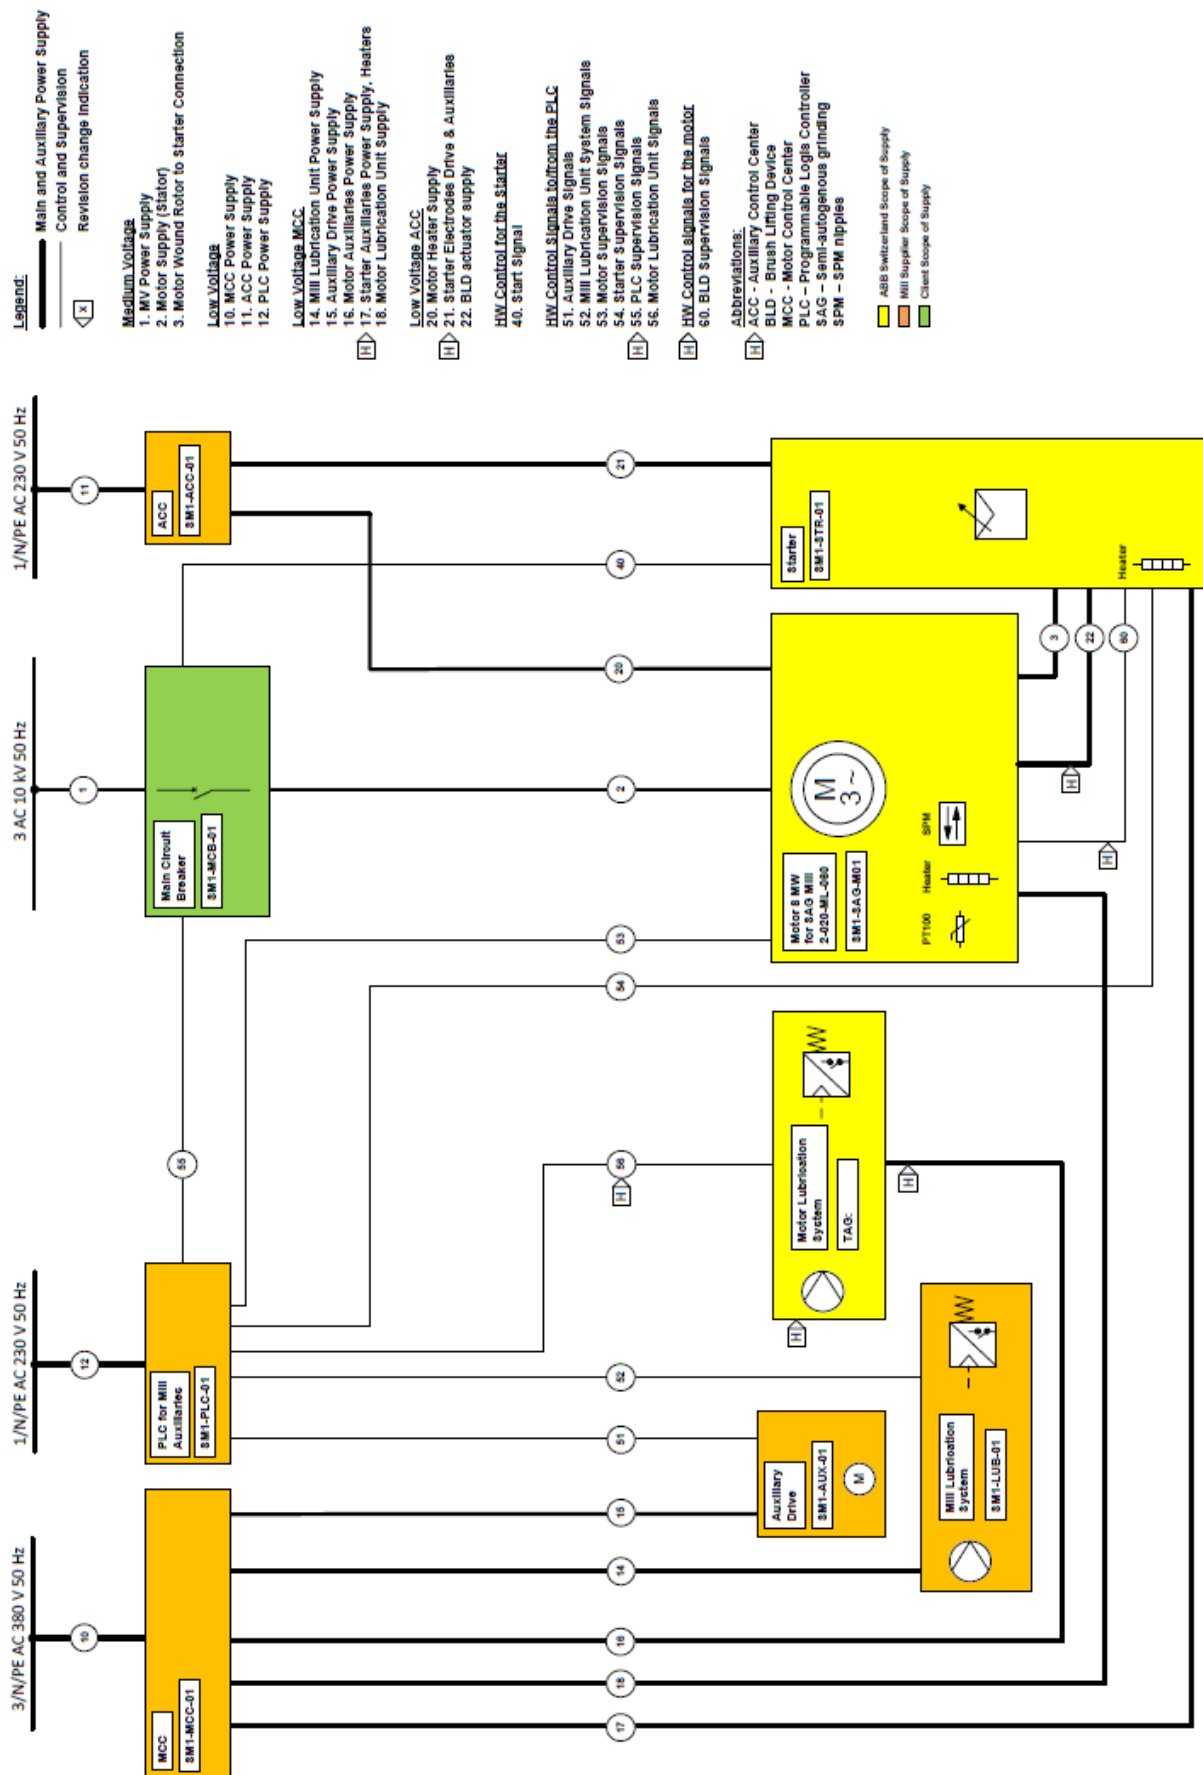 3/N/PE AC 380 V 50 Hz
1/N/PE AC 230 V 50 Hz
3 AC 10 kV 50 Hz
1/N/PE AC 230 V 50 Hz
10
12
1
11
MCC
SM1-MCC-01
PLC for Mill
Auxiliaries
SM1-PLC-01
55
Main Circuit
Breaker
SM1-MCB-01
ACC
SM1-ACC-01
17
18
16
14
15
51
52
H
56
54
53
2
20
40
21
Auxiliary
Drive
SM1-AUX-01
M
H
Motor Lubrication
System
TAG:
H
Mill Lubrication
System
SM1-LUB-01
Motor 8 MW
for SAG Mill
2-020-ML-060
SM1-SAG-M01
M
3~
PT100
Heater
SPM
Starter
SM1-STR-01
Heater
3
22
60
H
H
Legend:
Main and Auxiliary Power Supply
Control and Supervision
X
Revision change Indication
Medium Voltage
1. MV Power Supply
2. Motor Supply (Stator)
3. Motor Wound Rotor to Starter Connection
Low Voltage
10. MCC Power Supply
11. ACC Power Supply
12. PLC Power Supply
Low Voltage MCC
14. Mill Lubrication Unit Power Supply
15. Auxiliary Drive Power Supply
16. Motor Auxiliaries Power Supply
H 17. Starter Auxiliaries Power Supply, Heaters
18. Motor Lubrication Unit Supply
Low Voltage ACC
20. Motor Heater Supply
H 21. Starter Electrodes Drive & Auxiliaries
22. BLD actuator supply
HW Control for the Starter
40. Start Signal
HW Control Signals to/from the PLC
51. Auxiliary Drive Signals
52. Mill Lubrication Unit System Signals
53. Motor Supervision Signals
54. Starter Supervision Signals
H 55. PLC Supervision Signals
56. Motor Lubrication Unit Signals
H HW Control signals for the motor
60. BLD Supervision Signals
Abbreviations:
H ACC - Auxiliary Control Center
BLD - Brush Lifting Device
MCC - Motor Control Center
PLC – Programmable Logis Controller
SAG – Semi-autogenous grinding
SPM – SPM nipples
ABB Switzerland Scope of Supply
Mill Supplier Scope of Supply
Client Scope of Supply